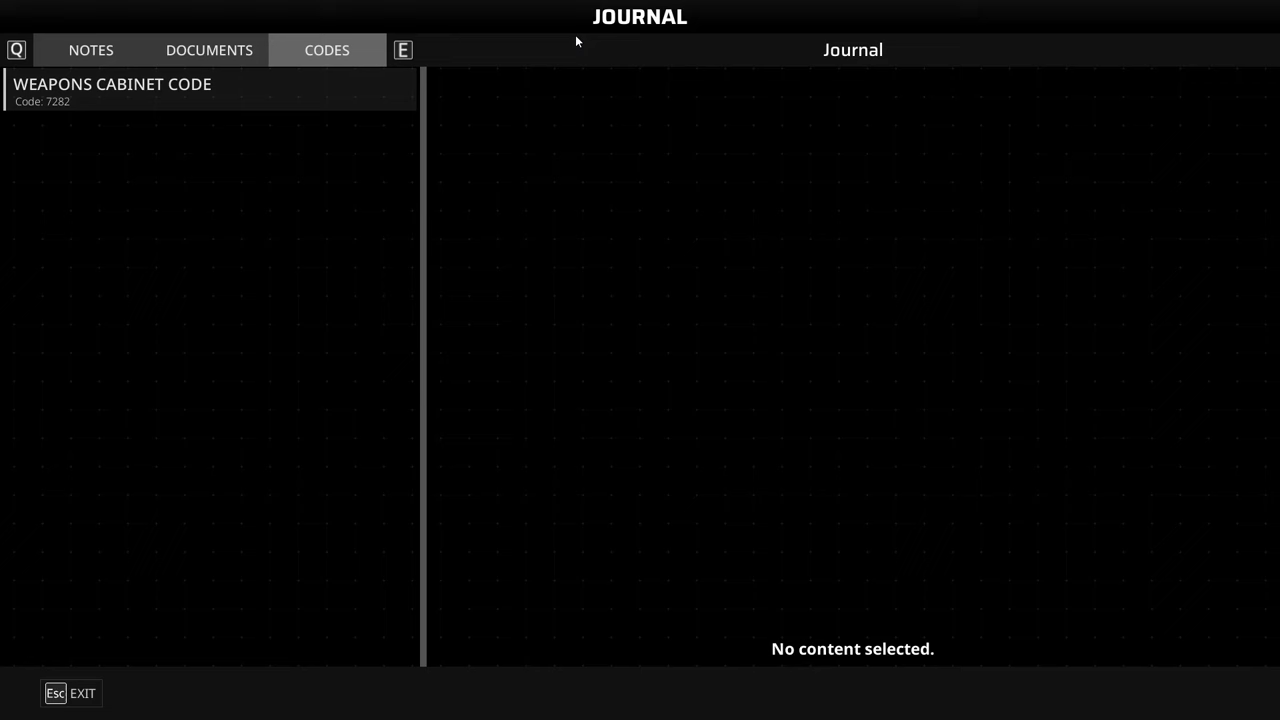 JOURNAL
Q NOTES DOCUMENTS CODES E
Journal
WEAPONS CABINET CODE
Code: 7282
No content selected.
Esc EXIT